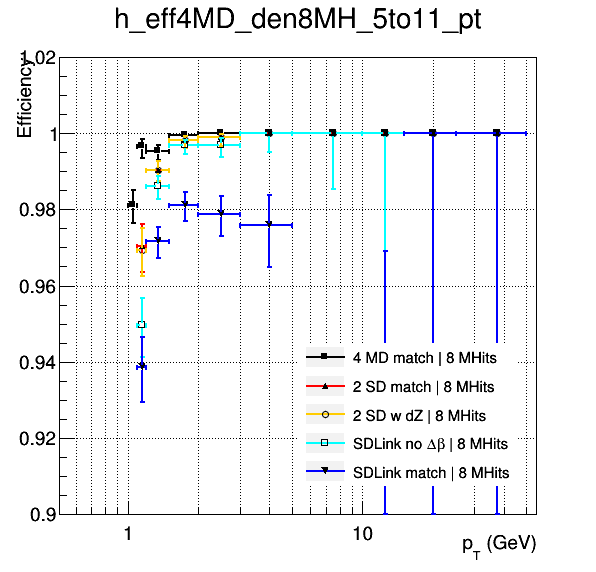 h_eff4MD_den8MH_5to11_pt
Efficiency
1.02
1
0.98
0.96
0.94
0.92
0.9
4 MD match | 8 MHits
2 SD match | 8 MHits
2 SD w dZ | 8 MHits
SDLink no Δβ | 8 MHits
SDLink match | 8 MHits
1
10
p_T (GeV)